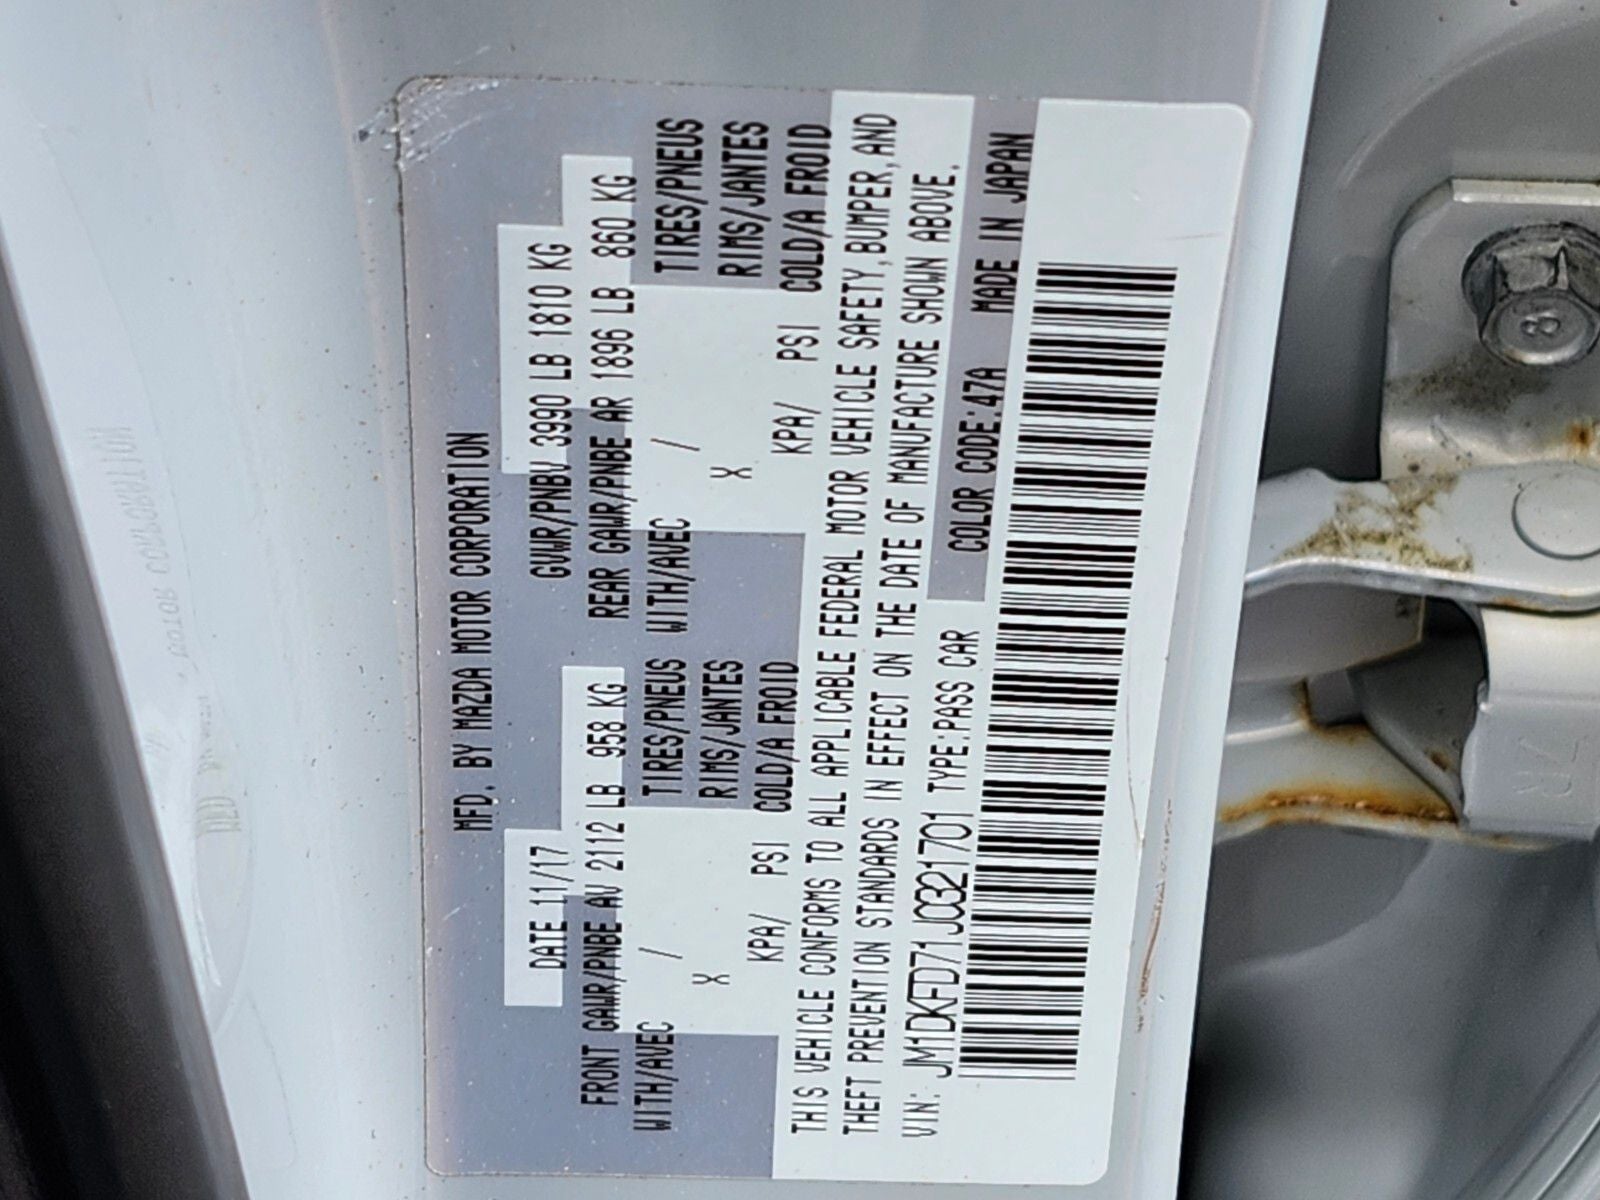 MFD. BY MAZDA MOTOR CORPORATION
DATE 11/17 GVWR/PNBV 3990 LB 1810 KG
FRONT GAWR/PNBE AV 2112 LB 958 KG REAR GAWR/PNBE AR 1896 LB 860 KG
WITH/AVEC / TIRES/PNEUS WITH/AVEC / TIRES/PNEUS
X RIMS/JANTES X RIMS/JANTES
KPA/ PSI COLD/A FROID KPA/ PSI COLD/A FROID
THIS VEHICLE CONFORMS TO ALL APPLICABLE FEDERAL MOTOR VEHICLE SAFETY, BUMPER, AND
THEFT PREVENTION STANDARDS IN EFFECT ON THE DATE OF MANUFACTURE SHOWN ABOVE.
VIN: JM1DKFD71J0321701 TYPE: PASS CAR COLOR CODE: 47A MADE IN JAPAN
8
7R